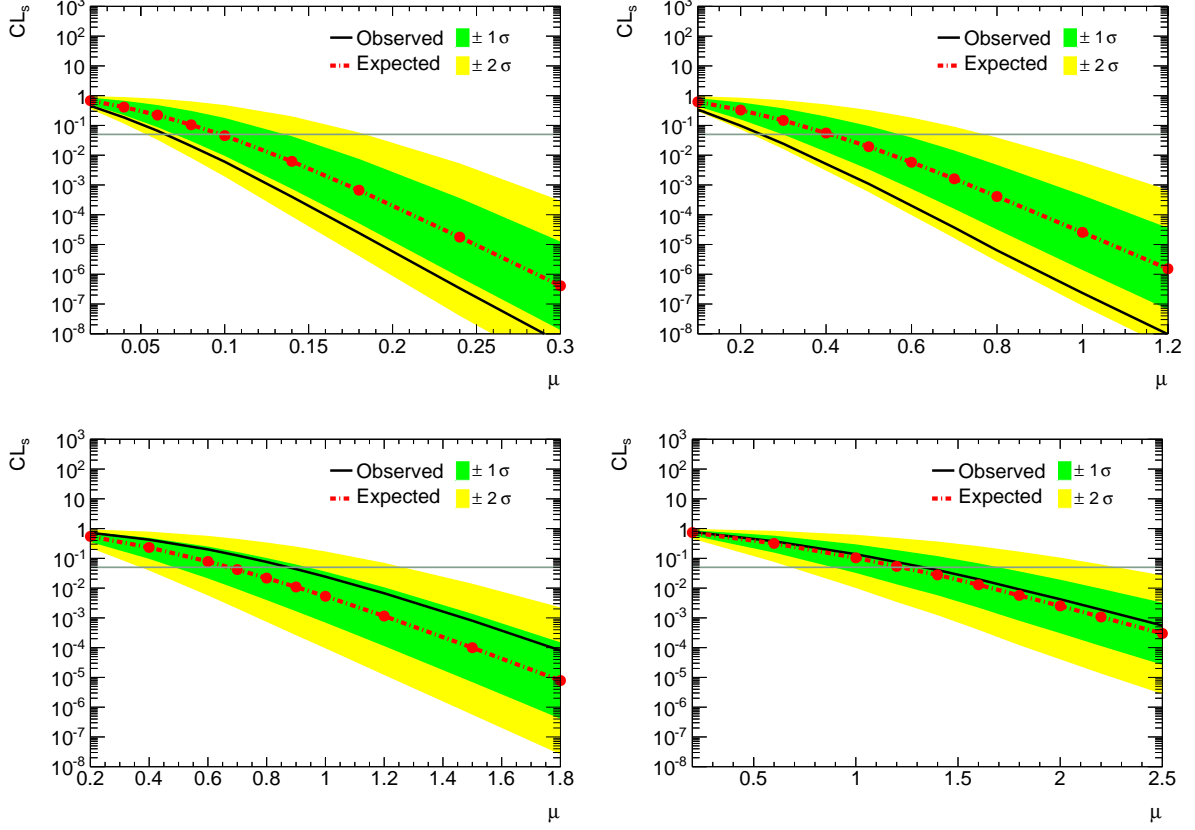 CLs
10³
10²
10
1
10⁻¹
10⁻²
10⁻³
10⁻⁴
10⁻⁵
10⁻⁶
10⁻⁷
10⁻⁸
Observed ± 1 σ
Expected ± 2 σ
0.05 0.1 0.15 0.2 0.25 0.3
μ
CLs
10³
10²
10
1
10⁻¹
10⁻²
10⁻³
10⁻⁴
10⁻⁵
10⁻⁶
10⁻⁷
10⁻⁸
Observed ± 1 σ
Expected ± 2 σ
0.2 0.4 0.6 0.8 1 1.2
μ
CLs
10³
10²
10
1
10⁻¹
10⁻²
10⁻³
10⁻⁴
10⁻⁵
10⁻⁶
10⁻⁷
10⁻⁸
Observed ± 1 σ
Expected ± 2 σ
0.2 0.4 0.6 0.8 1 1.2 1.4 1.6 1.8
μ
CLs
10³
10²
10
1
10⁻¹
10⁻²
10⁻³
10⁻⁴
10⁻⁵
10⁻⁶
10⁻⁷
10⁻⁸
Observed ± 1 σ
Expected ± 2 σ
0.5 1 1.5 2 2.5
μ